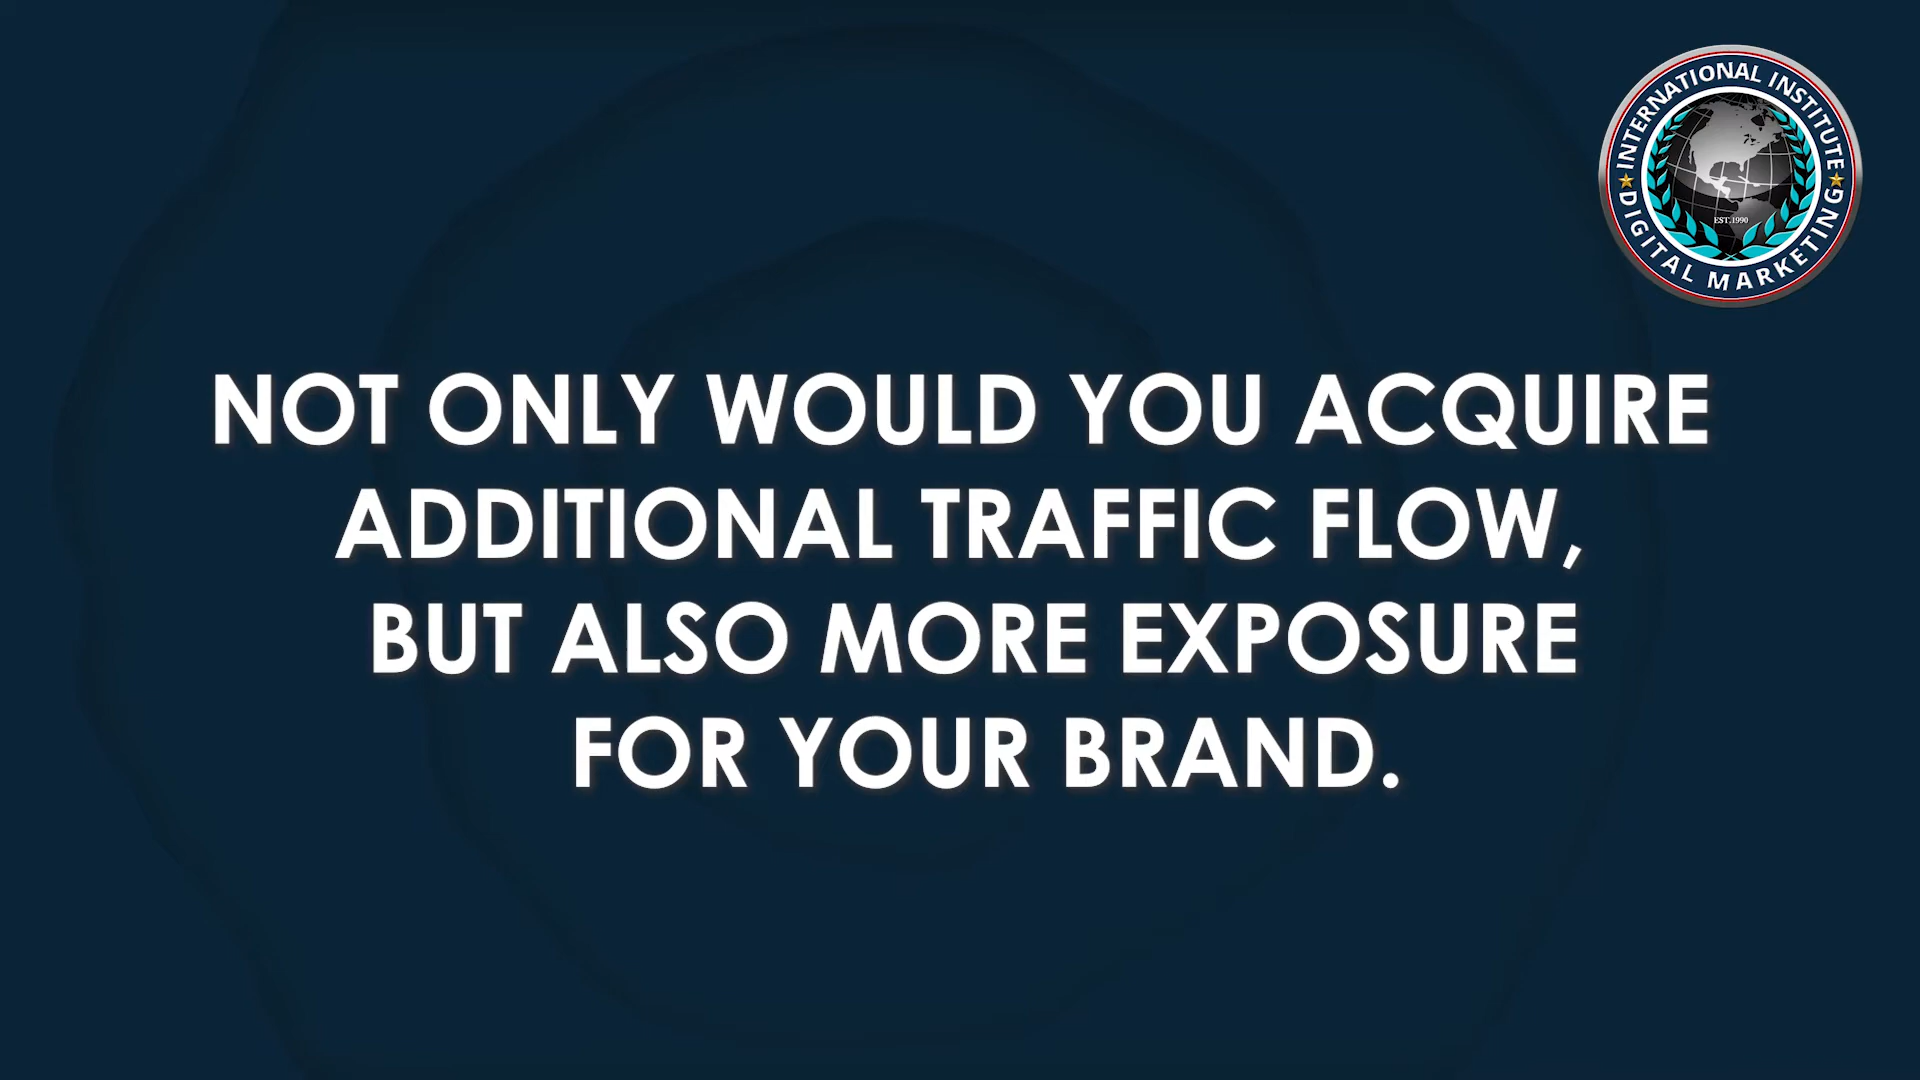 INTERNATIONAL INSTITUTE
EST. 1990
DIGITAL MARKETING
NOT ONLY WOULD YOU ACQUIRE
ADDITIONAL TRAFFIC FLOW,
BUT ALSO MORE EXPOSURE
FOR YOUR BRAND.